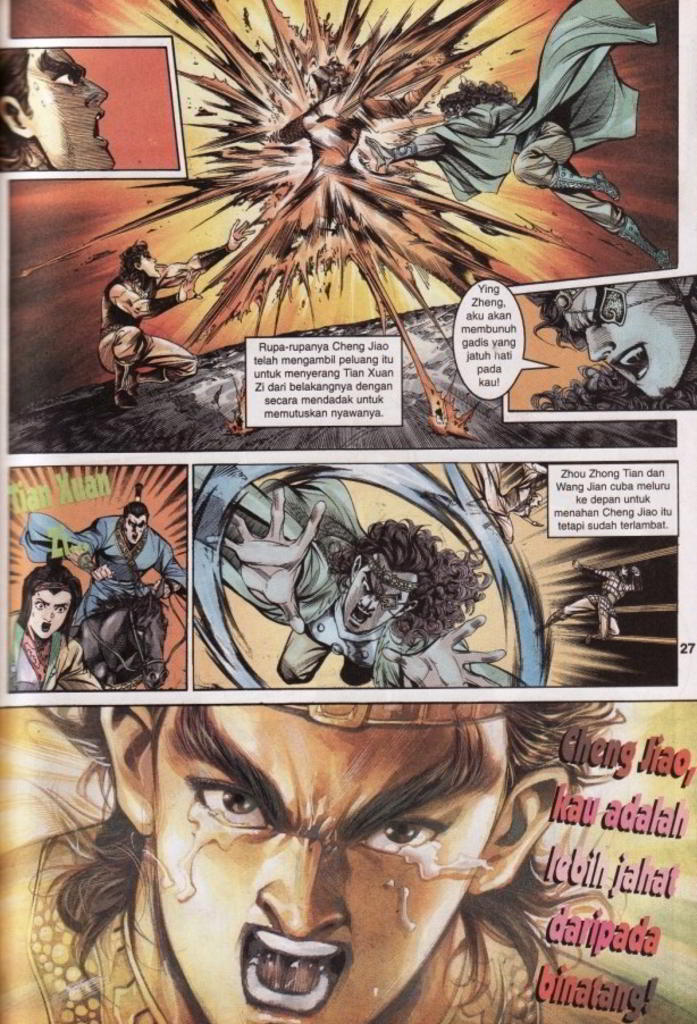 Ying
Zheng,
aku akan
membunuh
gadis yang
jatuh hati
pada
kau!
Rupa-rupanya Cheng Jiao
telah mengambil peluang itu
untuk menyerang Tian Xuan
Zi dari belakangnya dengan
secara mendadak untuk
memutuskan nyawanya.
Tian Xuan
Zi
Zhou Zhong Tian dan
Wang Jian cuba meluru
ke depan untuk
menahan Cheng Jiao
tetapi sudah terlambat.
27
Cheng Jiao,
kau adalah
lebih jahat
daripada
binatang!